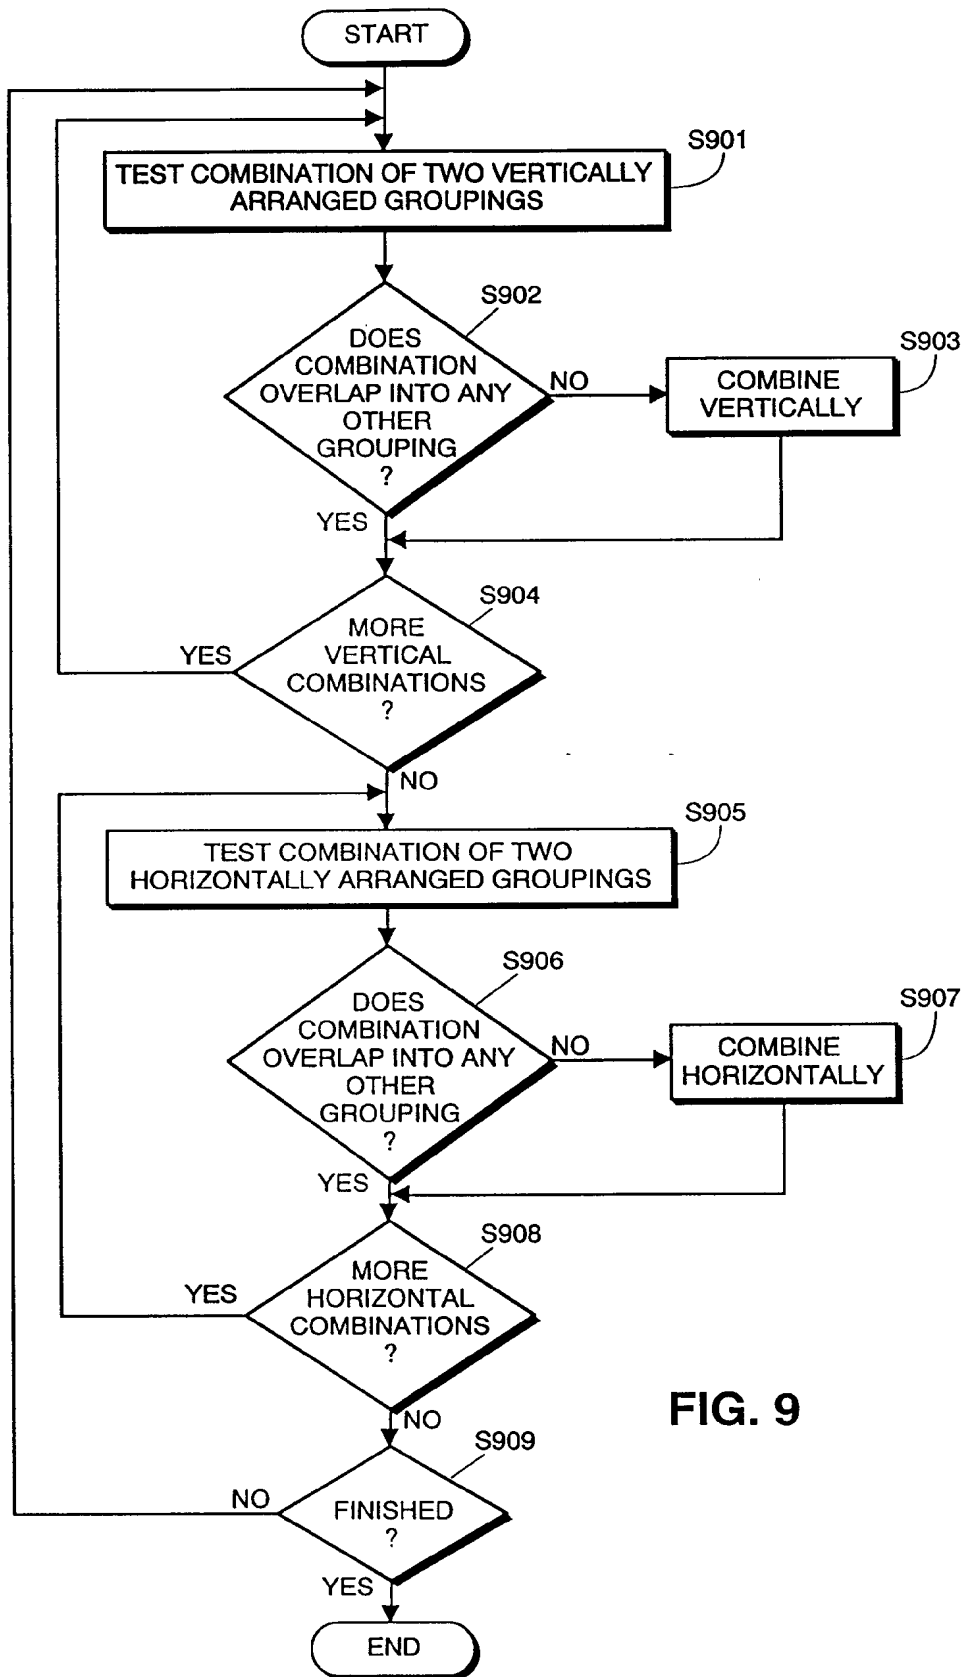 START
S901
TEST COMBINATION OF TWO VERTICALLY
ARRANGED GROUPINGS
S902
DOES
COMBINATION
OVERLAP INTO ANY
OTHER
GROUPING
?
NO
S903
COMBINE
VERTICALLY
YES
S904
MORE
VERTICAL
COMBINATIONS
?
YES
NO
S905
TEST COMBINATION OF TWO
HORIZONTALLY ARRANGED GROUPINGS
S906
DOES
COMBINATION
OVERLAP INTO ANY
OTHER
GROUPING
?
NO
S907
COMBINE
HORIZONTALLY
YES
S908
MORE
HORIZONTAL
COMBINATIONS
?
YES
NO
FIG. 9
S909
FINISHED
?
NO
YES
END